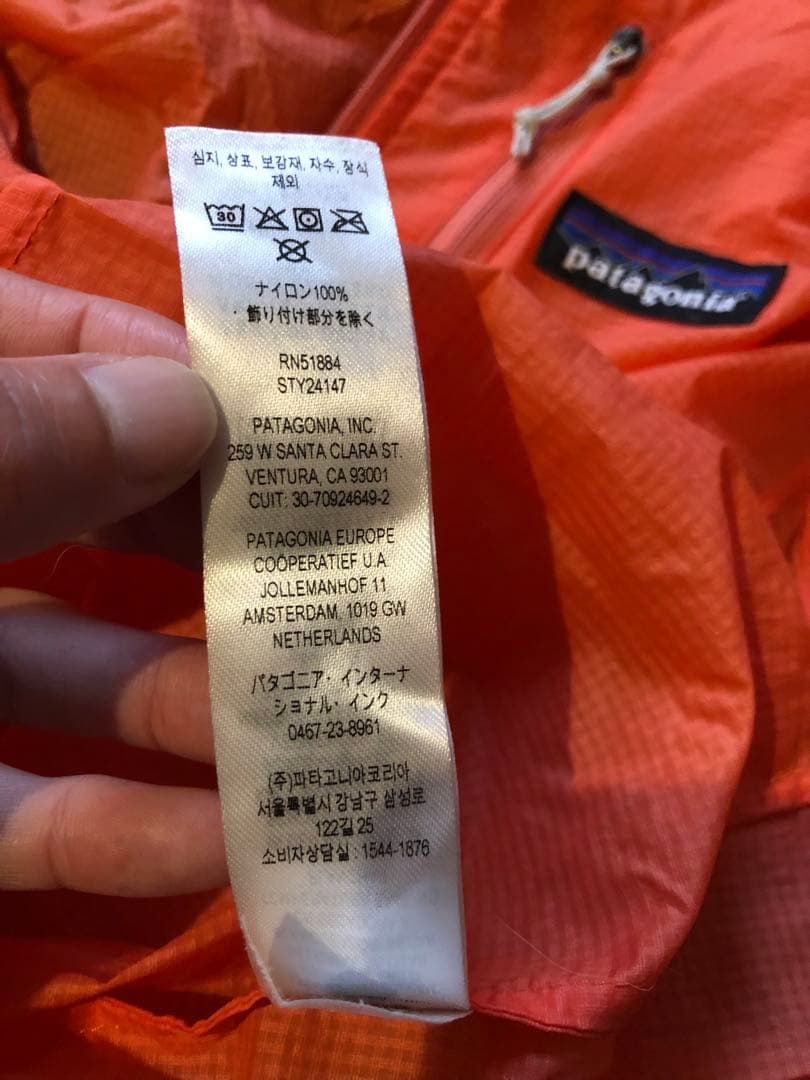 심지, 상표, 보강재, 자수, 장식
제외
30
ナイロン100%
・飾り付け部分を除く
RN51884
STY24147
PATAGONIA, INC.
259 W SANTA CLARA ST.
VENTURA, CA 93001
CUIT: 30-70924649-2
PATAGONIA EUROPE
COÖPERATIEF U.A.
JOLLEMANHOF 11
AMSTERDAM, 1019 GW
NETHERLANDS
パタゴニア・インターナ
ショナル・インク
0467-23-8961
(주)파타고니아코리아
서울특별시 강남구 삼성로
122길 25
소비자상담실 : 1544-1876
patagonia